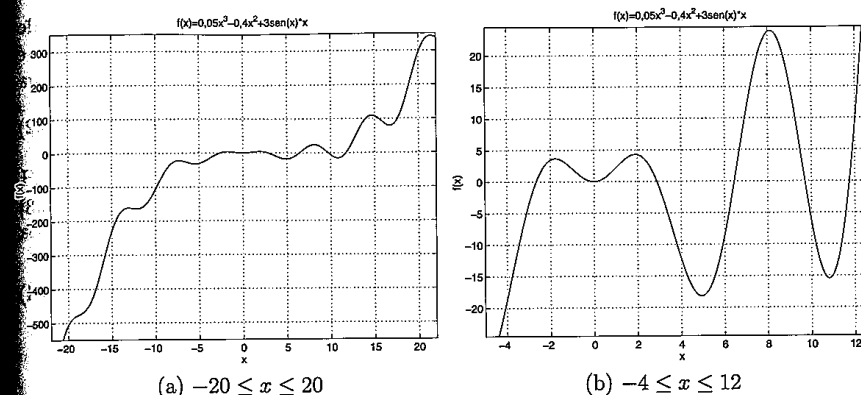 f(x)=0,05x³−0,4x²+3sen(x)*x
300
200
100
0
−100
−200
−300
−400
−500
−20 −15 −10 −5 0 5 10 15 20
x
(a) −20 ≤ x ≤ 20
f(x)=0,05x³−0,4x²+3sen(x)*x
f(x)
20
15
10
5
0
−5
−10
−15
−20
−4 −2 0 2 4 6 8 10 12
x
(b) −4 ≤ x ≤ 12